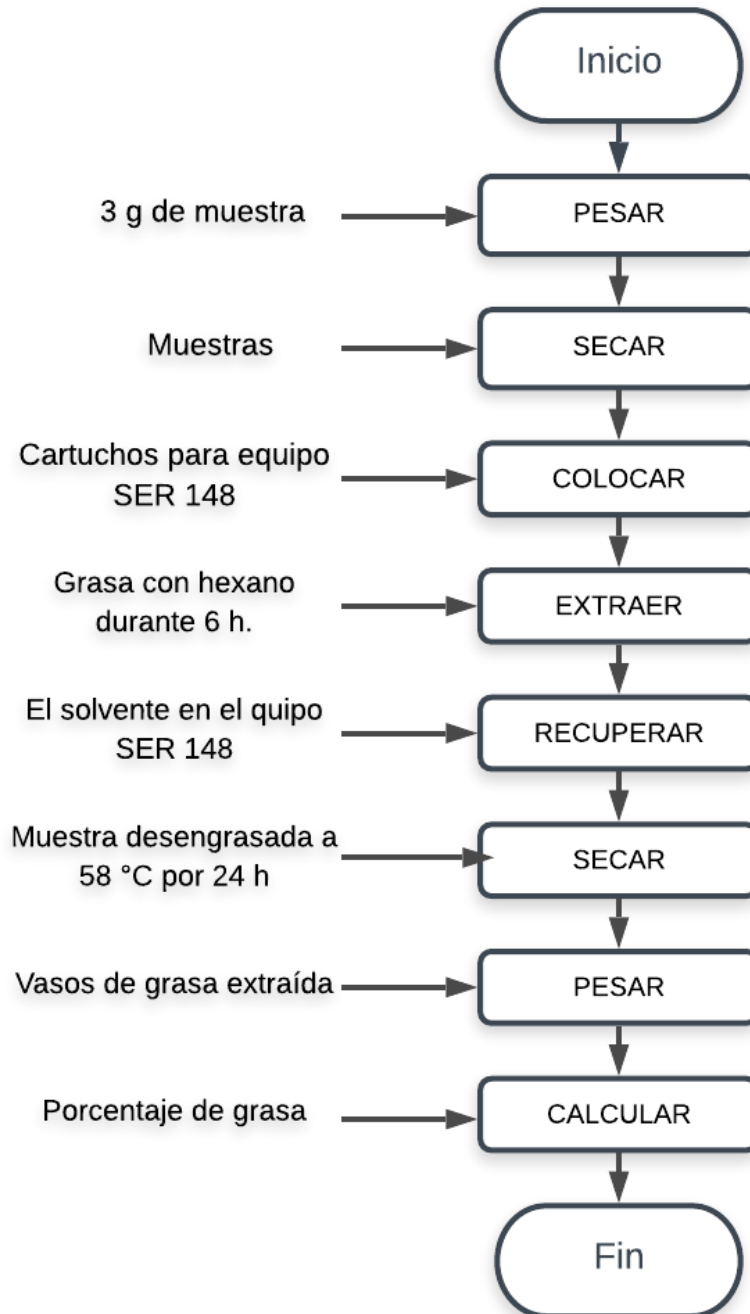 Inicio
3 g de muestra
PESAR
Muestras
SECAR
Cartuchos para equipo
SER 148
COLOCAR
Grasa con hexano
durante 6 h.
EXTRAER
El solvente en el quipo
SER 148
RECUPERAR
Muestra desengrasada a
58 °C por 24 h
SECAR
Vasos de grasa extraída
PESAR
Porcentaje de grasa
CALCULAR
Fin